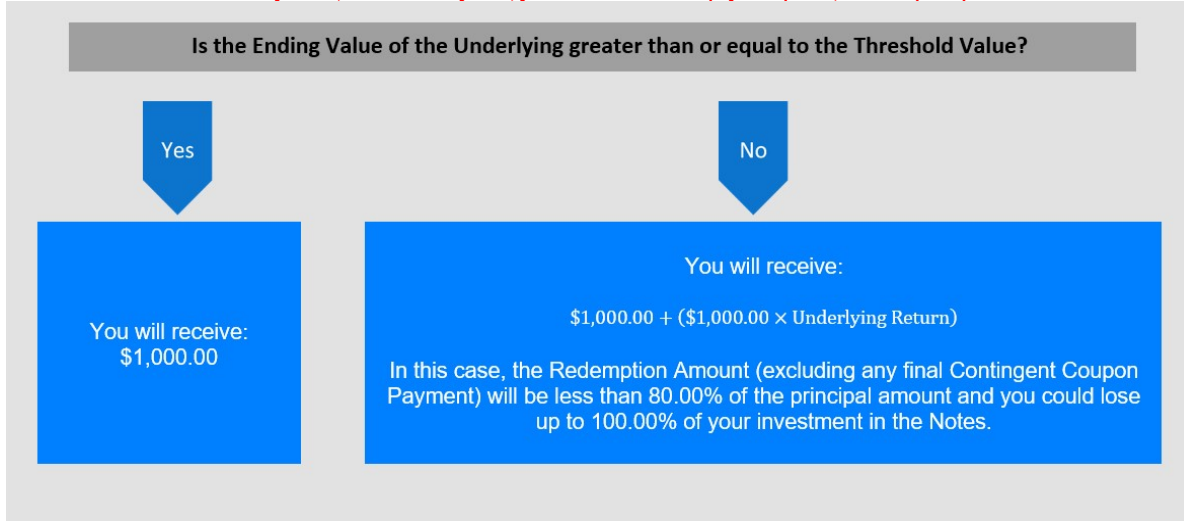 Is the Ending Value of the Underlying greater than or equal to the Threshold Value?
Yes
No
You will receive:
$1,000.00
You will receive:
$1,000.00 + ($1,000.00 × Underlying Return)
In this case, the Redemption Amount (excluding any final Contingent Coupon
Payment) will be less than 80.00% of the principal amount and you could lose
up to 100.00% of your investment in the Notes.